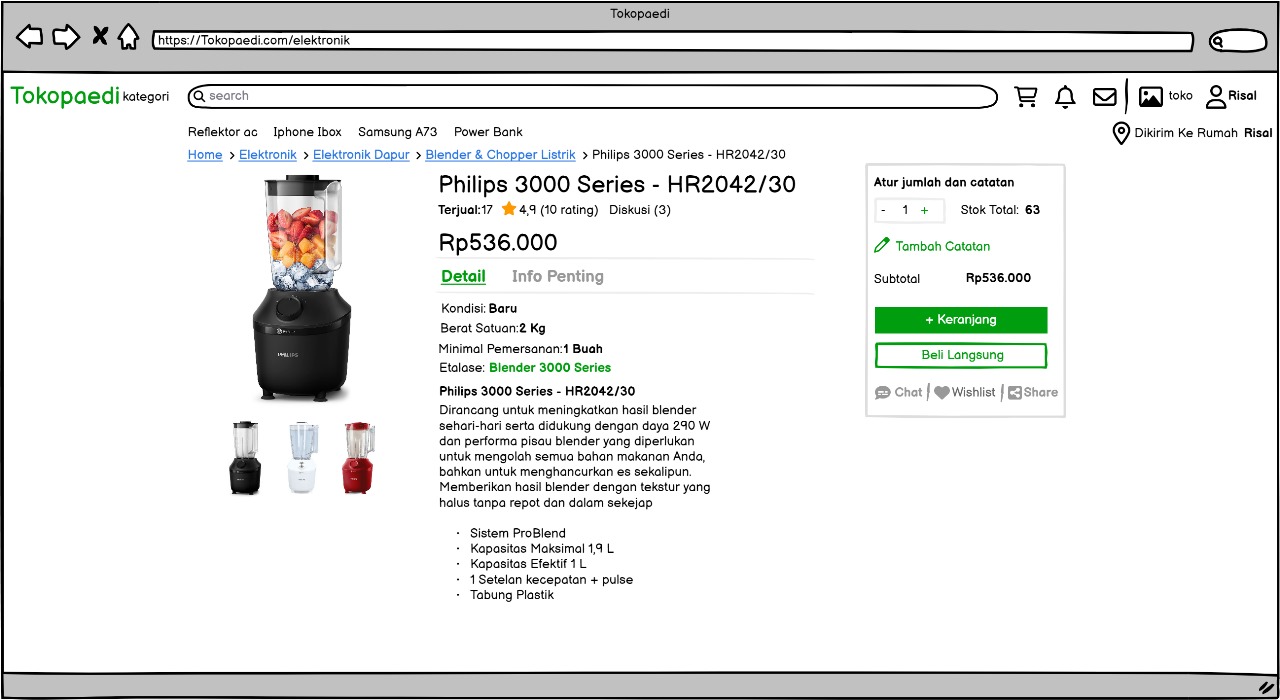 Tokopaedi
https://Tokopaedi.com/elektronik
Tokopaedi kategori search toko Risal
Reflektor ac Iphone Ibox Samsung A73 Power Bank Dikirim Ke Rumah Risal
Home > Elektronik > Elektronik Dapur > Blender & Chopper Listrik > Philips 3000 Series - HR2042/30
Philips 3000 Series - HR2042/30
Terjual:17 4,9 (10 rating) Diskusi (3)
Rp536.000
Detail Info Penting
Kondisi: Baru
Berat Satuan:2 Kg
Minimal Pemersanan:1 Buah
Etalase: Blender 3000 Series
Philips 3000 Series - HR2042/30
Dirancang untuk meningkatkan hasil blender
sehari-hari serta didukung dengan daya 290 W
dan performa pisau blender yang diperlukan
untuk mengolah semua bahan makanan Anda,
bahkan untuk menghancurkan es sekalipun.
Memberikan hasil blender dengan tekstur yang
halus tanpa repot dan dalam sekejap
· Sistem ProBlend
· Kapasitas Maksimal 1,9 L
· Kapasitas Efektif 1 L
· 1 Setelan kecepatan + pulse
· Tabung Plastik
Atur jumlah dan catatan
- 1 + Stok Total: 63
Tambah Catatan
Subtotal Rp536.000
+ Keranjang
Beli Langsung
Chat Wishlist Share
PHILIPS